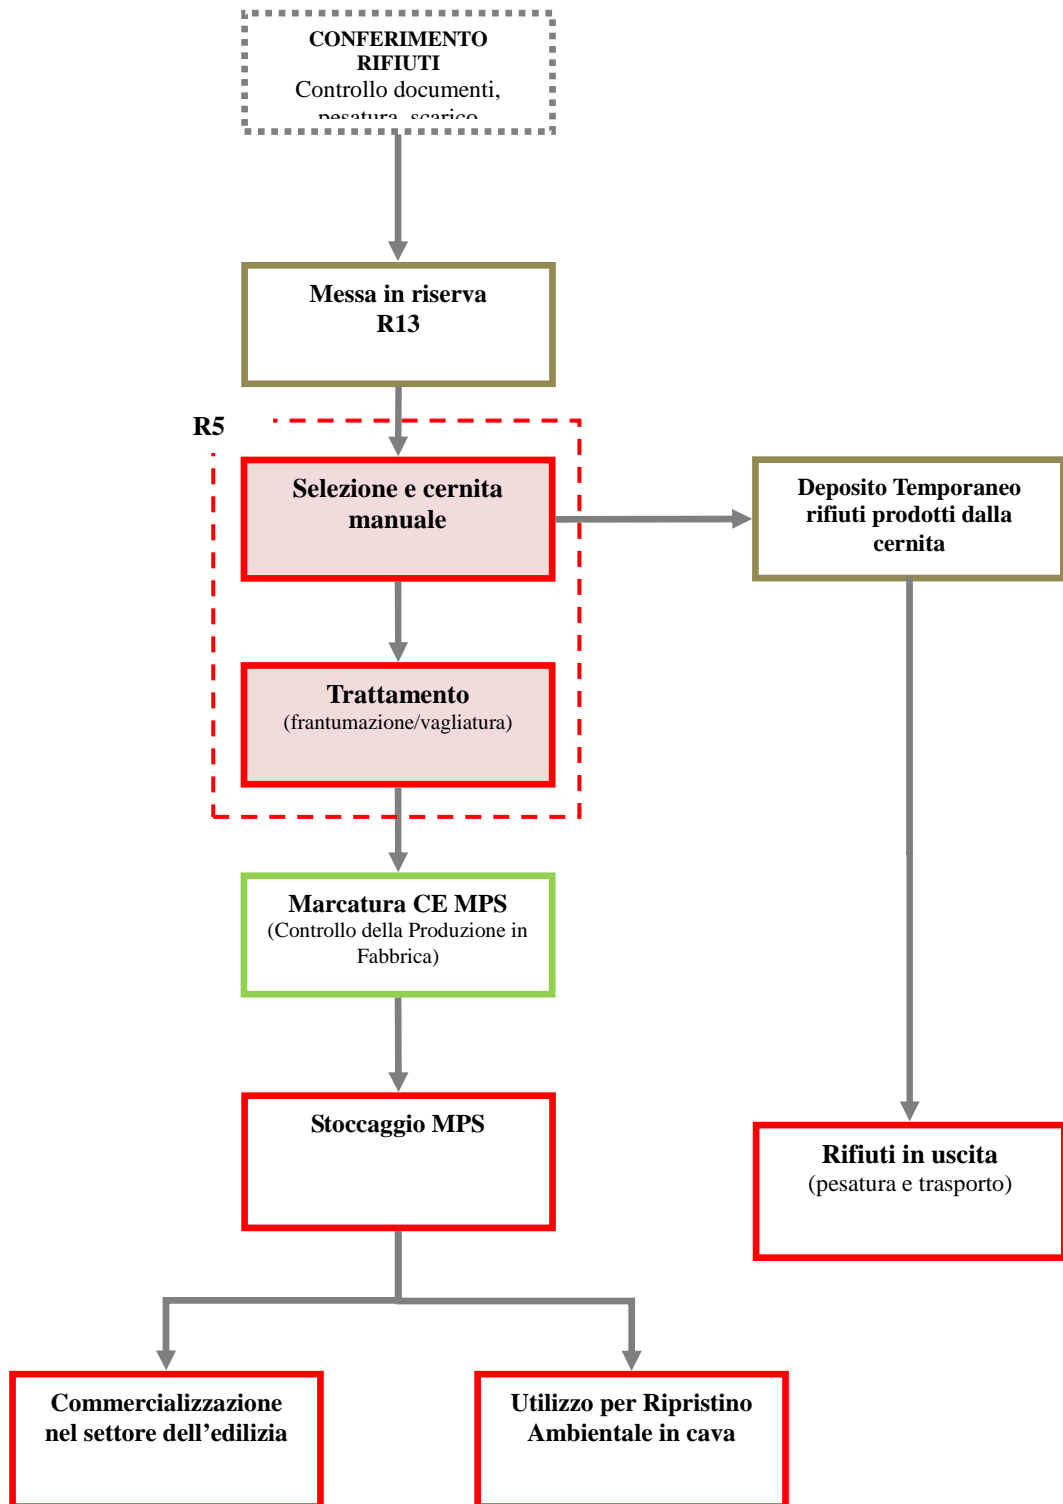 CONFERIMENTO
RIFIUTI
Controllo documenti,
pesatura, scarico
Messa in riserva
R13
R5
Selezione e cernita
manuale
Deposito Temporaneo
rifiuti prodotti dalla
cernita
Trattamento
(frantumazione/vagliatura)
Marcatura CE MPS
(Controllo della Produzione in
Fabbrica)
Stoccaggio MPS
Rifiuti in uscita
(pesatura e trasporto)
Commercializzazione
nel settore dell’edilizia
Utilizzo per Ripristino
Ambientale in cava